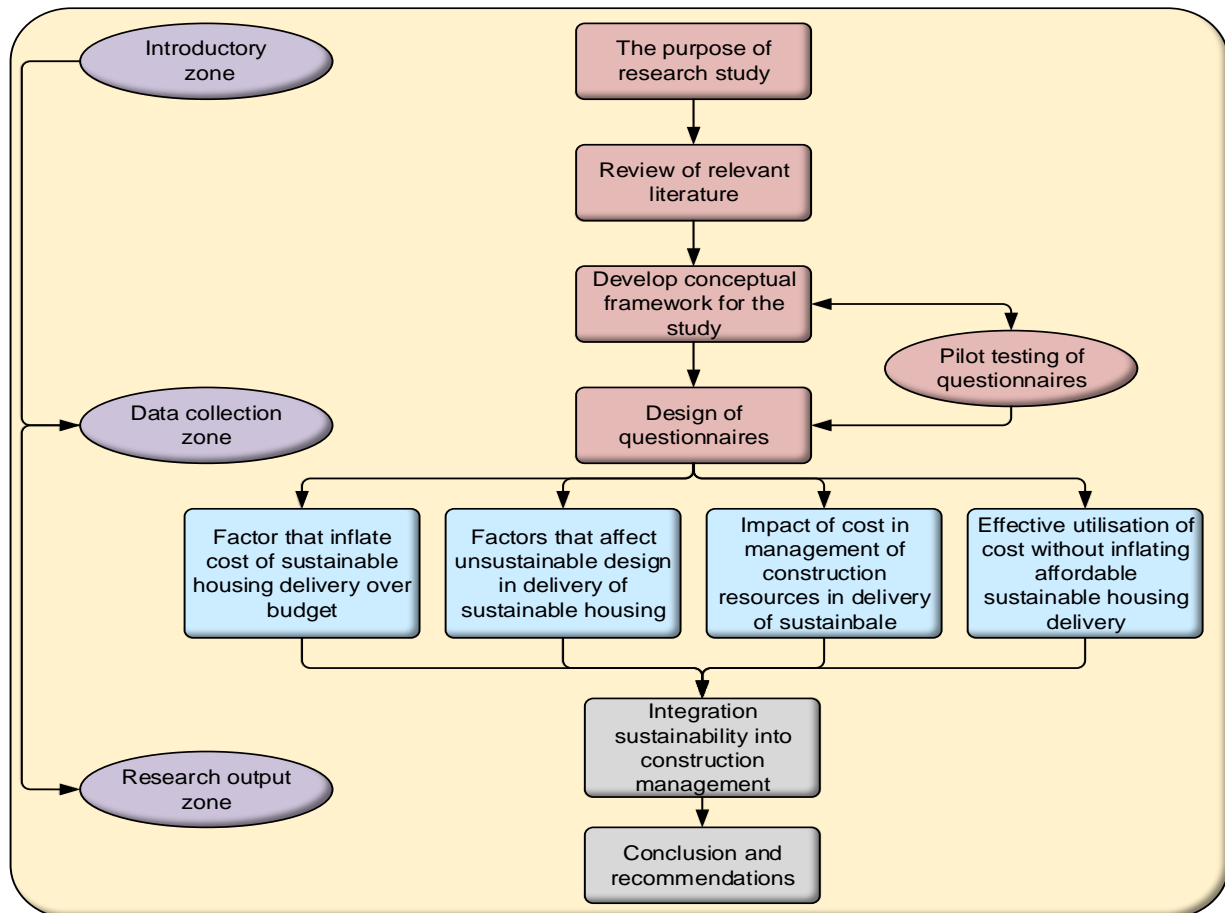 Introductory
zone
The purpose of
research study
Review of relevant
literature
Develop conceptual
framework for the
study
Pilot testing of
questionnaires
Data collection
zone
Design of
questionnaires
Factor that inflate
cost of sustainable
housing delivery over
budget
Factors that affect
unsustainable design
in delivery of
sustainable housing
Impact of cost in
management of
construction
resources in delivery
of sustainbale
Effective utilisation of
cost without inflating
affordable
sustainable housing
delivery
Integration
sustainability into
construction
management
Research output
zone
Conclusion and
recommendations